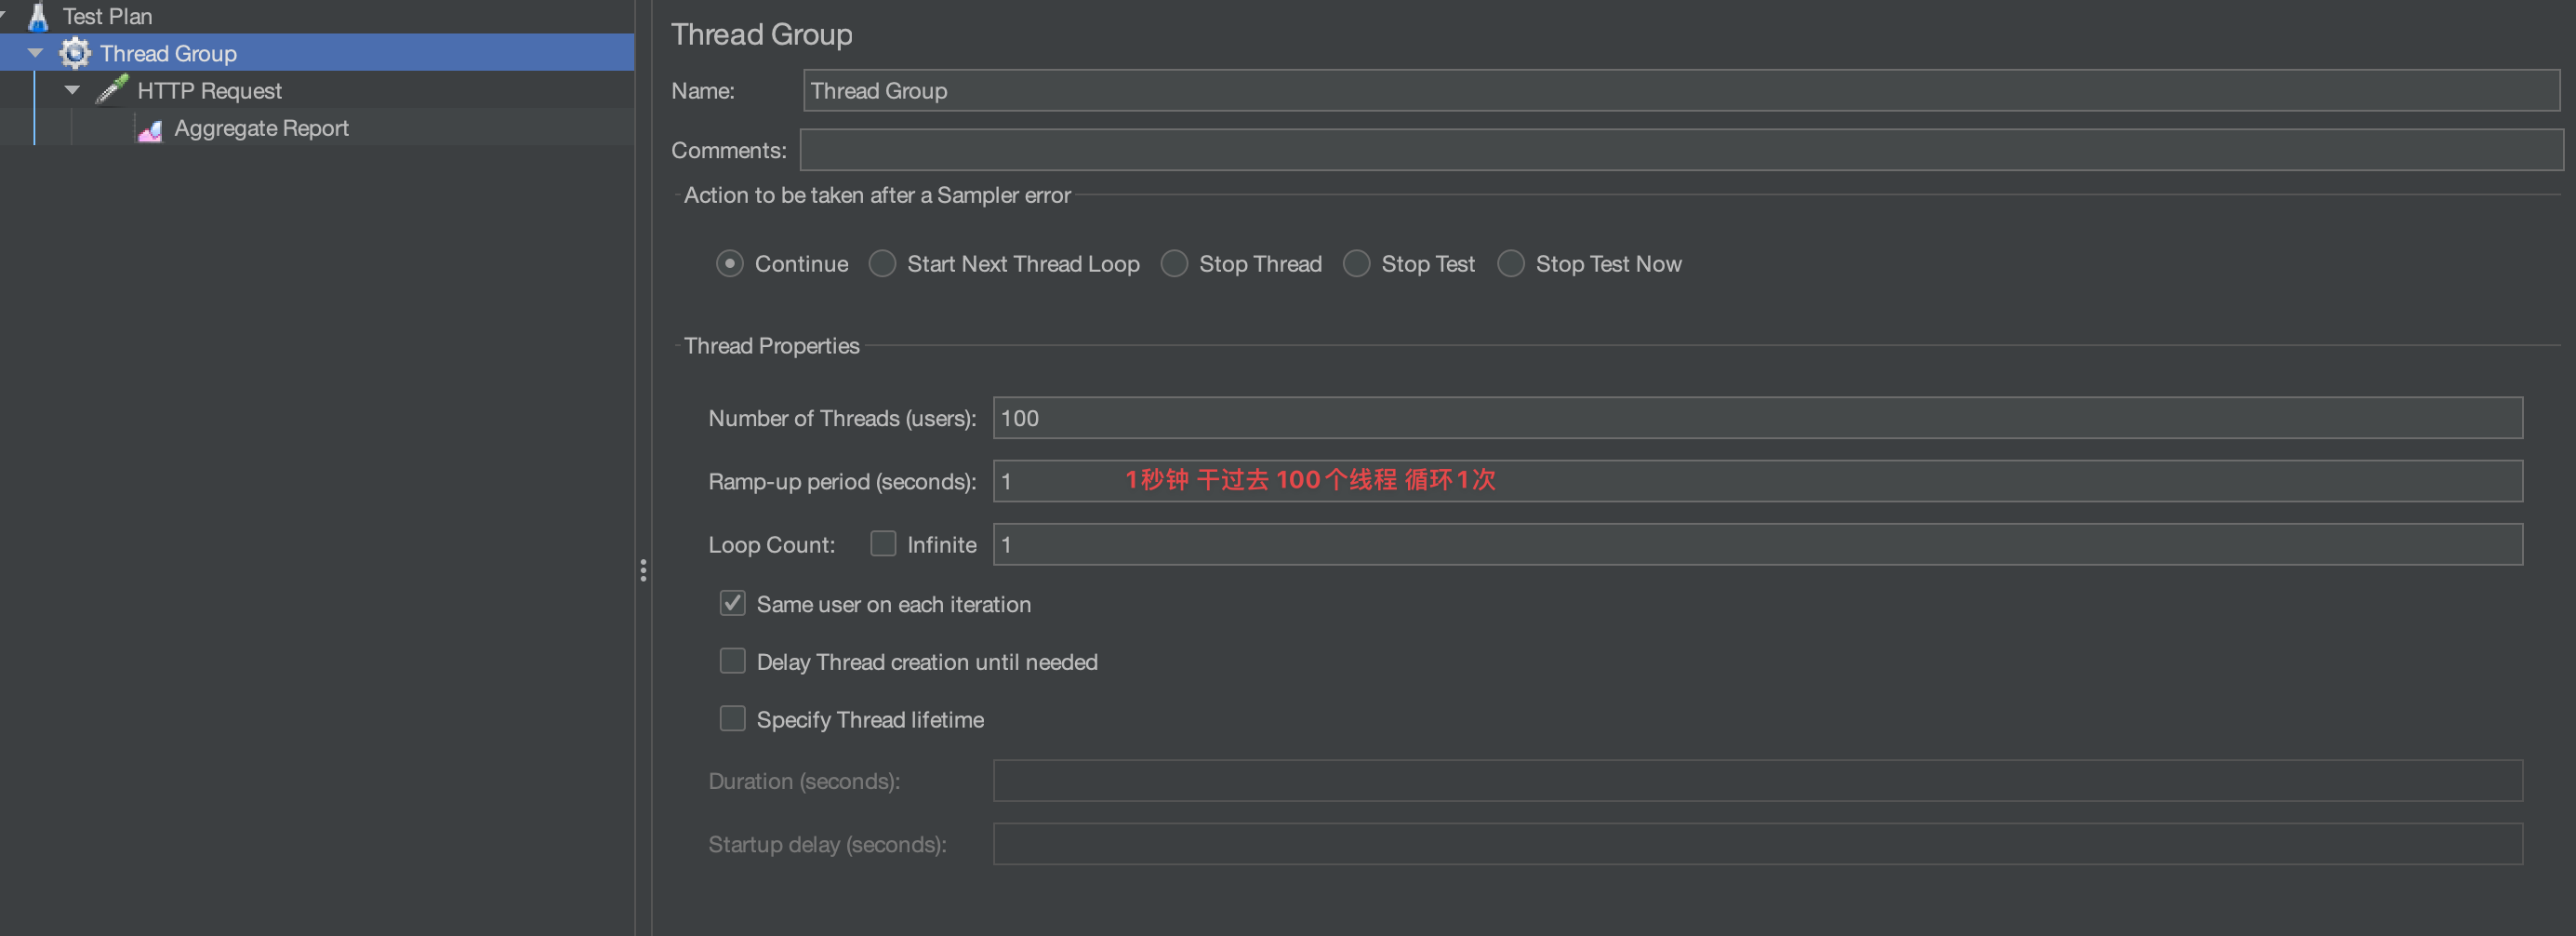 Test Plan
Thread Group
HTTP Request
Aggregate Report
Thread Group
Name: Thread Group
Comments:
Action to be taken after a Sampler error
Continue Start Next Thread Loop Stop Thread Stop Test Stop Test Now
Thread Properties
Number of Threads (users): 100
Ramp-up period (seconds): 1 1秒钟 干过去 100个线程 循环1次
Loop Count: Infinite 1
Same user on each iteration
Delay Thread creation until needed
Specify Thread lifetime
Duration (seconds):
Startup delay (seconds):